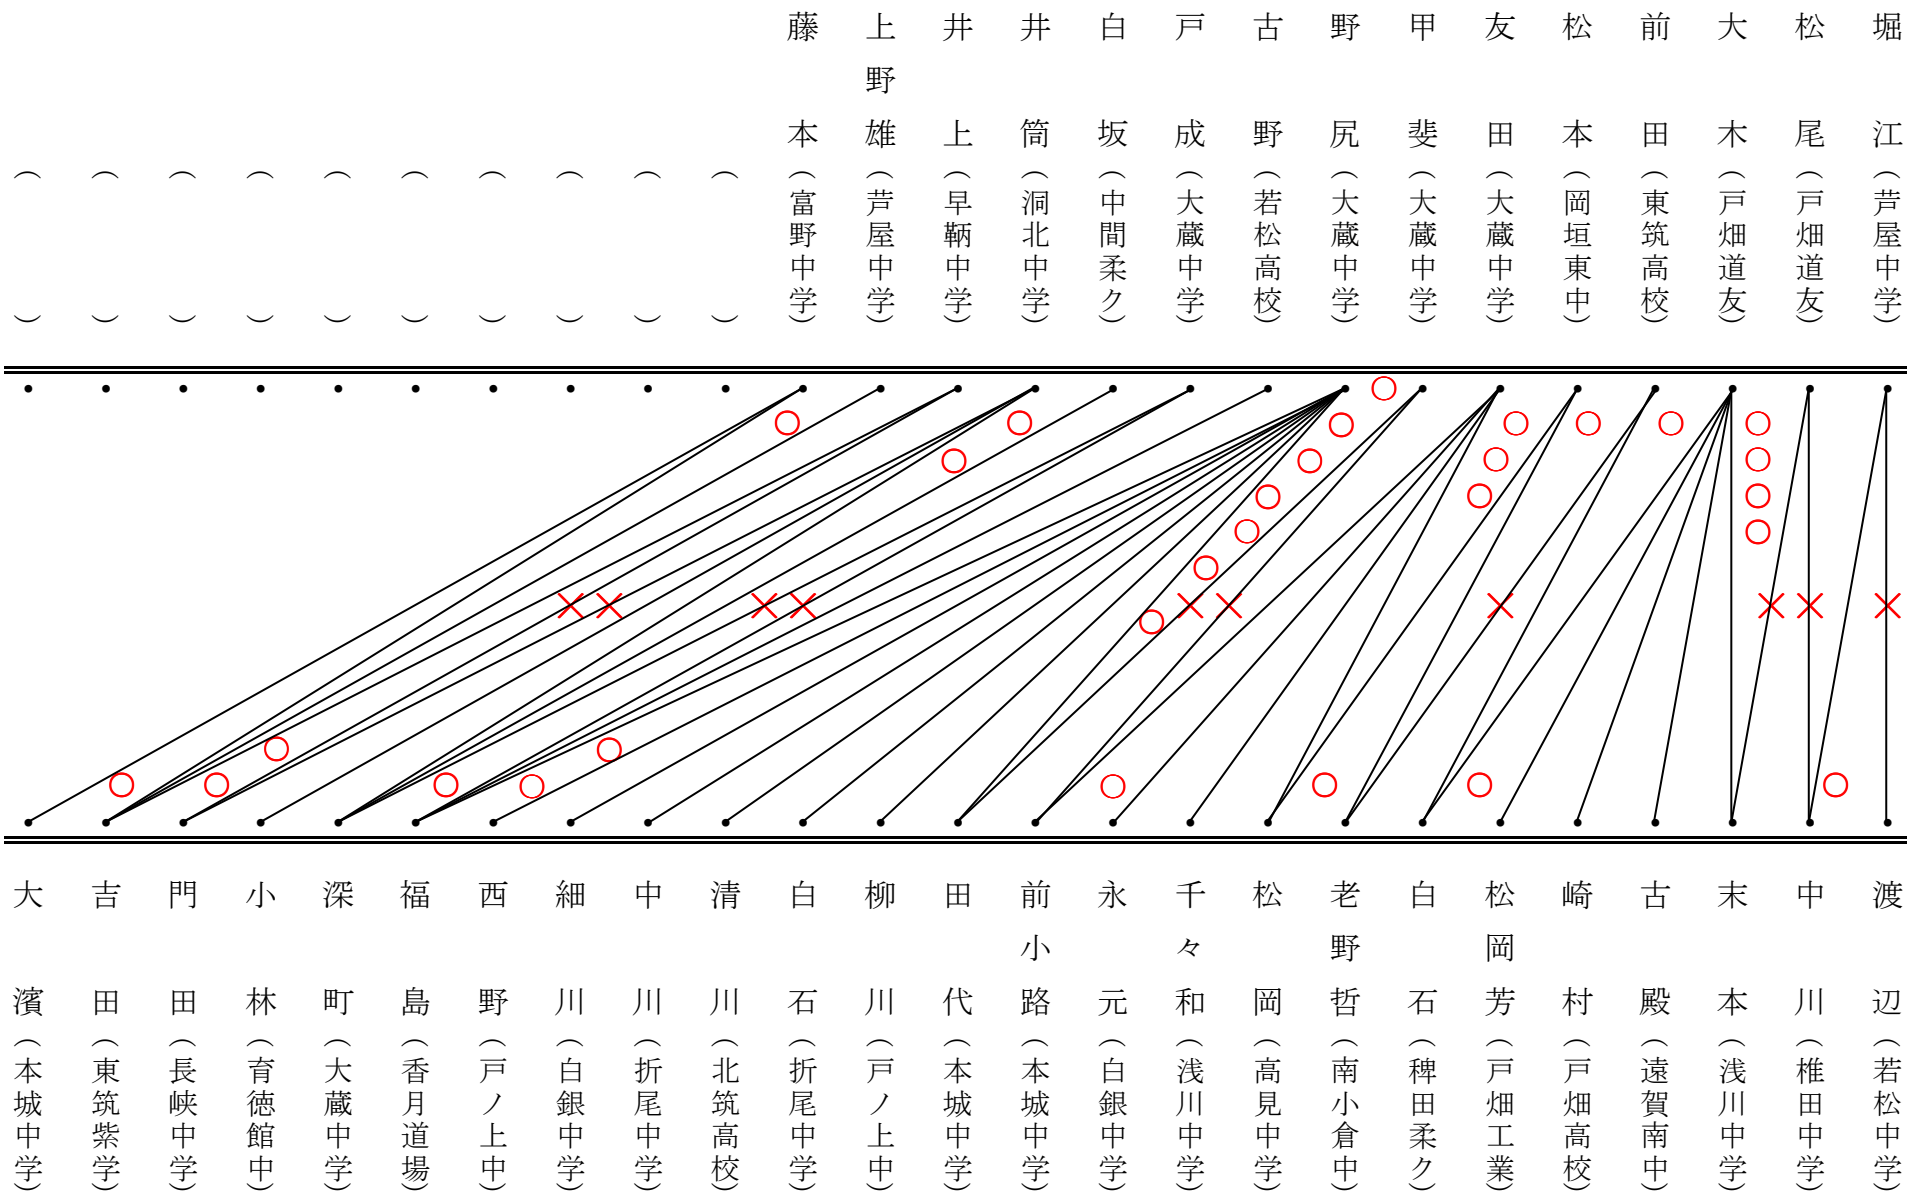 堀江（芦屋中学）
松尾（戸畑道友）
大木（戸畑道友）
前田（東筑高校）
松本（岡垣東中）
友田（大蔵中学）
甲斐（大蔵中学）
野尻（大蔵中学）
古野（若松高校）
戸成（大蔵中学）
白坂（中間柔ク）
井筒（洞北中学）
井上（早鞆中学）
上野雄（芦屋中学）
藤本（富野中学）
（　）
（　）
（　）
（　）
（　）
（　）
（　）
（　）
（　）
（　）
渡辺（若松中学）
中川（椎田中学）
末本（浅川中学）
古殿（遠賀南中）
崎村（戸畑高校）
松岡芳（戸畑工業）
白石（稗田柔ク）
老野哲（南小倉中）
松岡（高見中学）
千々和（浅川中学）
永元（白銀中学）
前小路（本城中学）
田代（本城中学）
柳川（戸ノ上中）
白石（折尾中学）
清川（北筑高校）
中川（折尾中学）
細川（白銀中学）
西野（戸ノ上中）
福島（香月道場）
深町（大蔵中学）
小林（育徳館中）
門田（長峡中学）
吉田（東筑紫学）
大濱（本城中学）